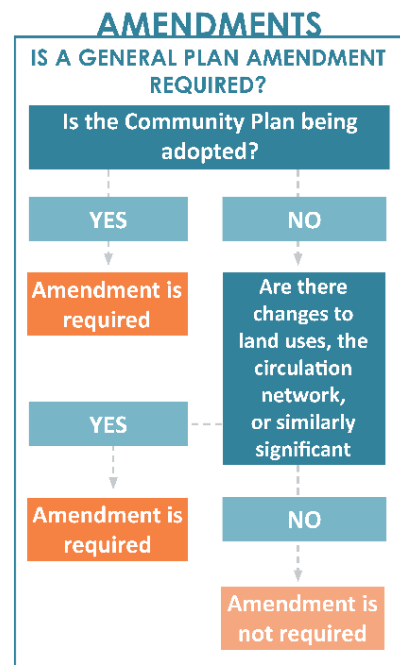 AMENDMENTS
IS A GENERAL PLAN AMENDMENT
REQUIRED?
Is the Community Plan being
adopted?
YES
NO
Amendment is
required
Are there
changes to
land uses, the
circulation
network,
or similarly
significant
YES
Amendment is
required
NO
Amendment is
not required